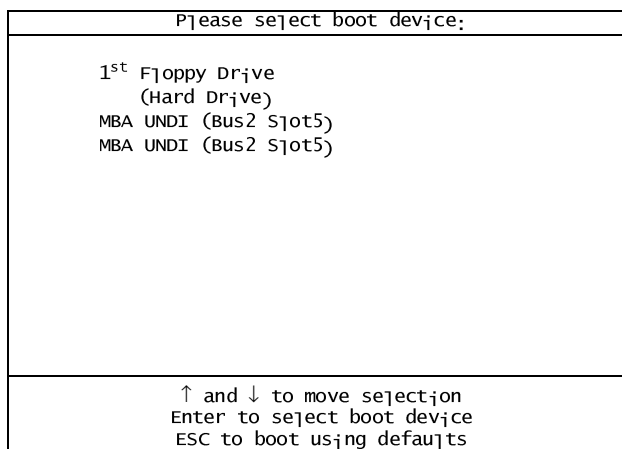 Please select boot device:
1st Floppy Drive
(Hard Drive)
MBA UNDI (Bus2 Slot5)
MBA UNDI (Bus2 Slot5)
↑ and ↓ to move selection
Enter to select boot device
ESC to boot using defaults